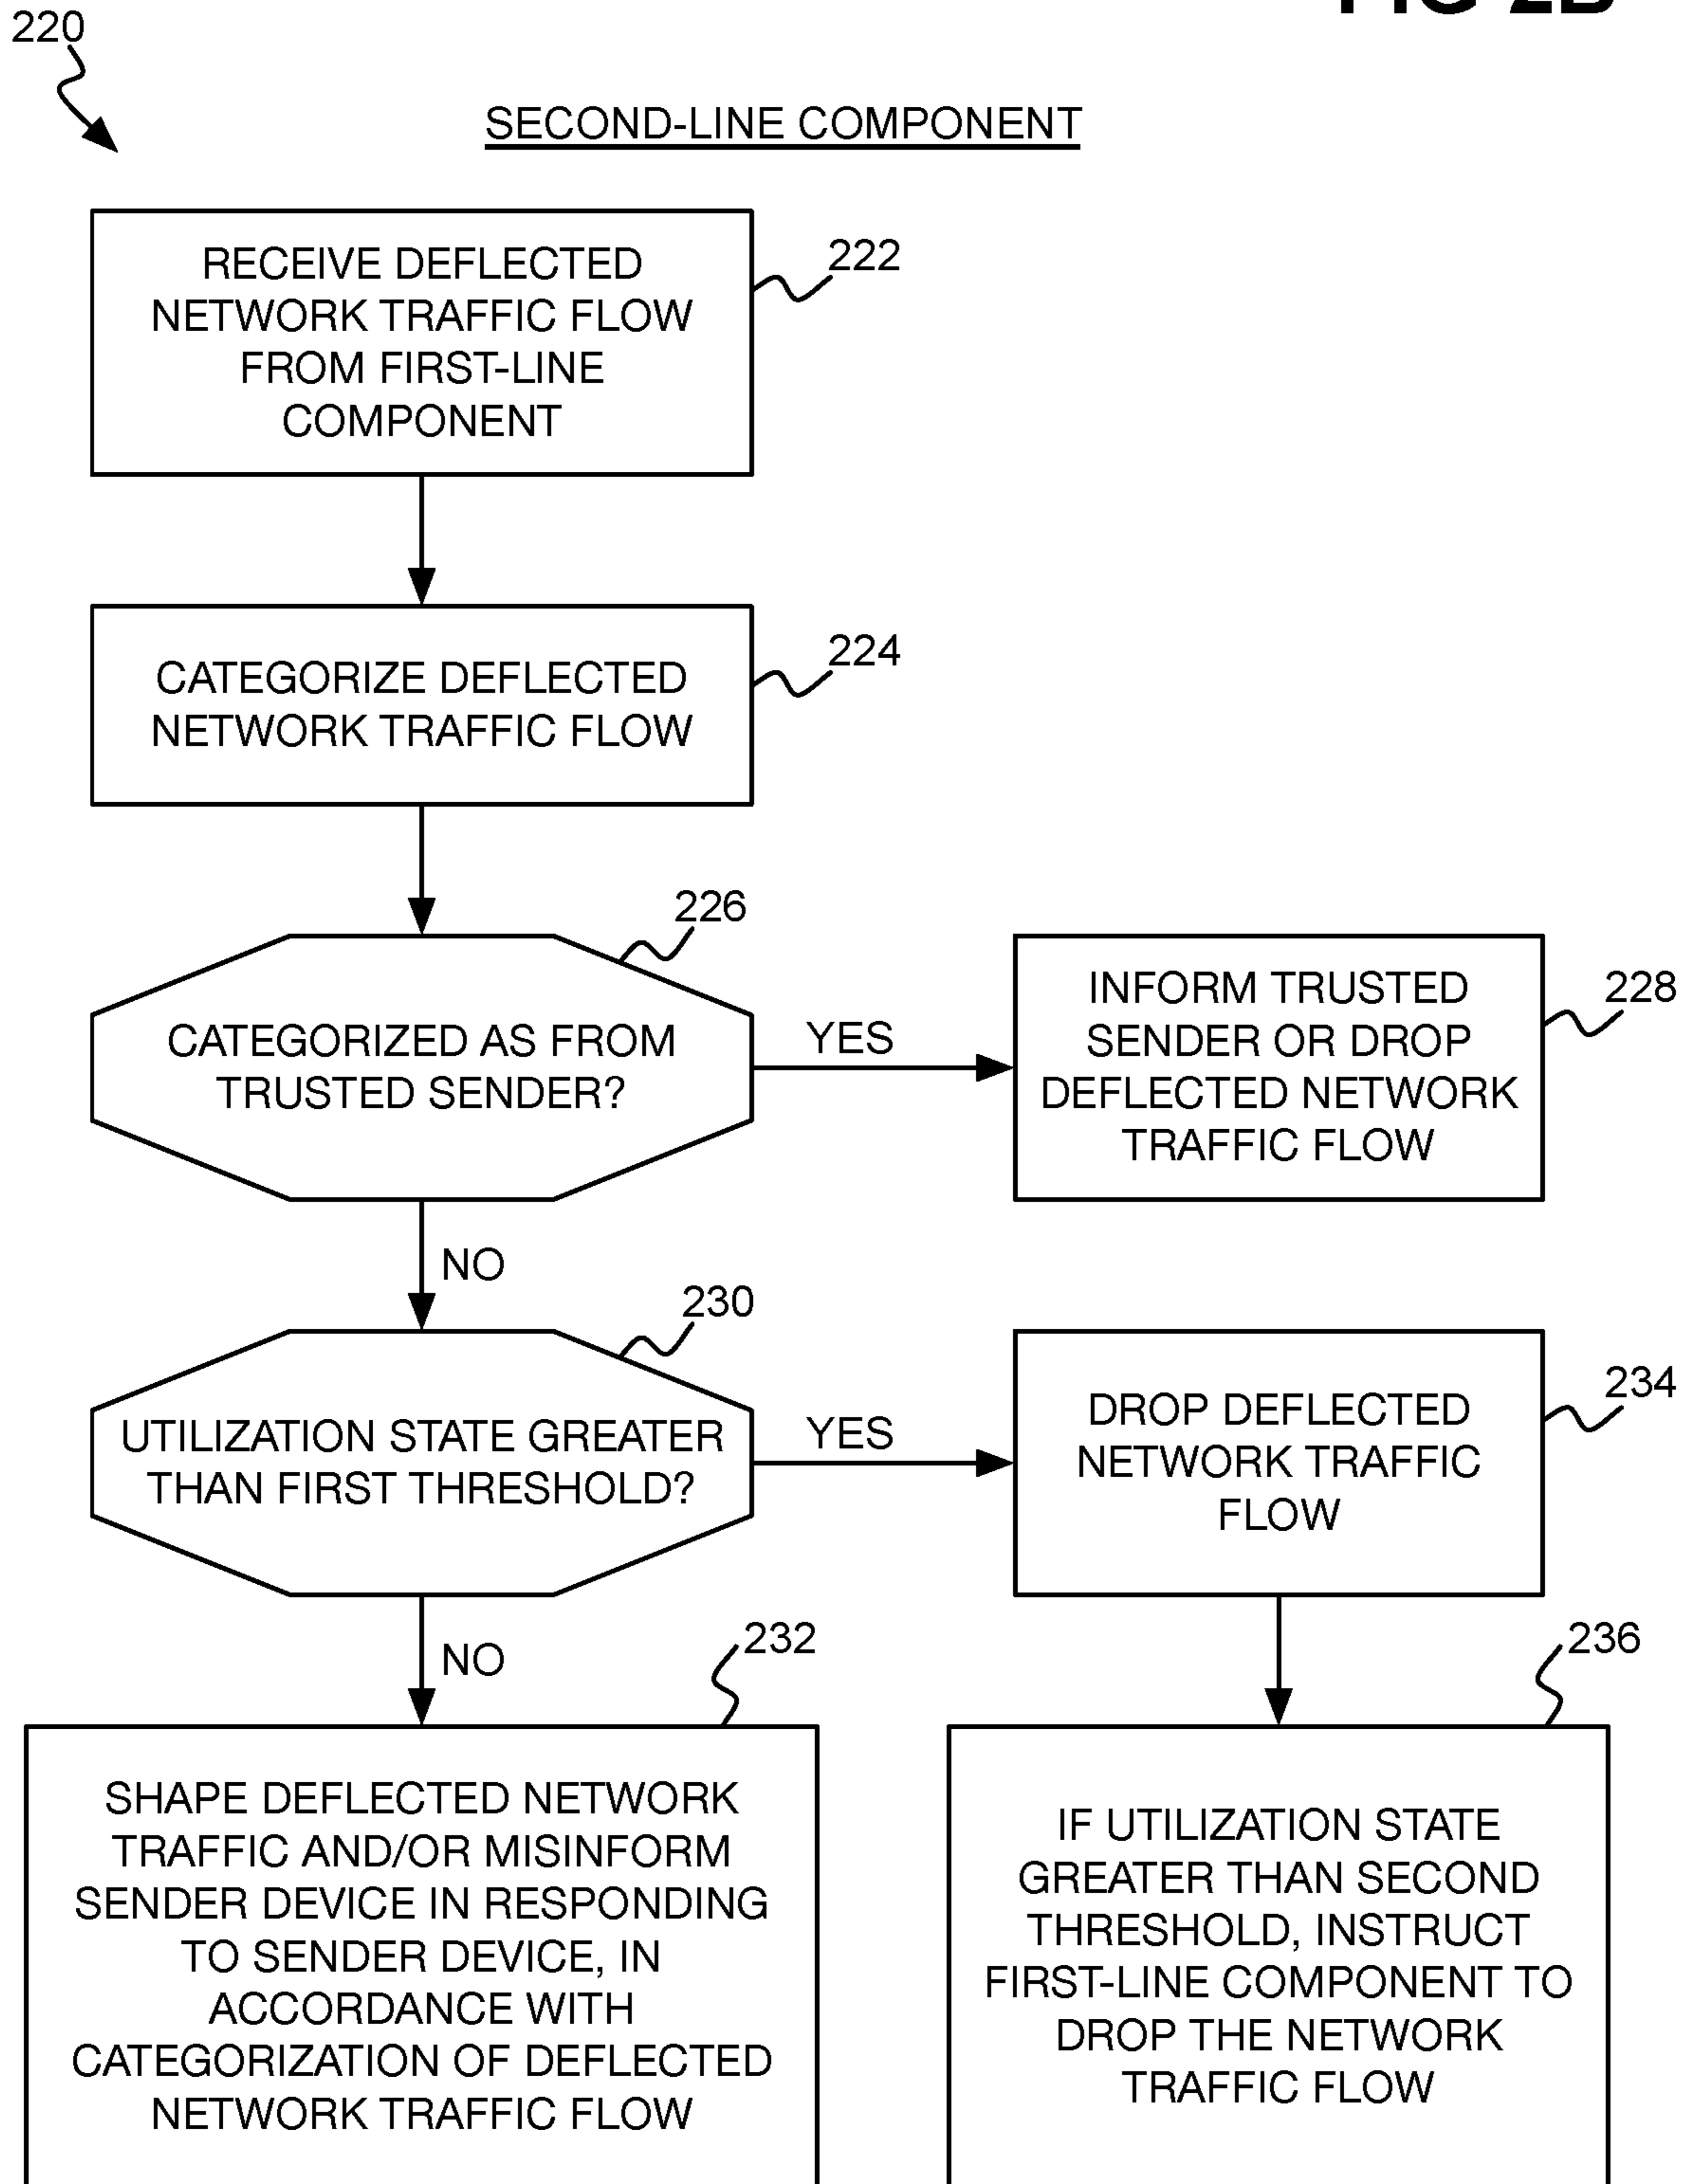 FIG 2B
220
SECOND-LINE COMPONENT
RECEIVE DEFLECTED
NETWORK TRAFFIC FLOW
FROM FIRST-LINE
COMPONENT
222
CATEGORIZE DEFLECTED
NETWORK TRAFFIC FLOW
224
226
CATEGORIZED AS FROM
TRUSTED SENDER?
YES
INFORM TRUSTED
SENDER OR DROP
DEFLECTED NETWORK
TRAFFIC FLOW
228
NO
230
UTILIZATION STATE GREATER
THAN FIRST THRESHOLD?
YES
DROP DEFLECTED
NETWORK TRAFFIC
FLOW
234
NO
232
SHAPE DEFLECTED NETWORK
TRAFFIC AND/OR MISINFORM
SENDER DEVICE IN RESPONDING
TO SENDER DEVICE, IN
ACCORDANCE WITH
CATEGORIZATION OF DEFLECTED
NETWORK TRAFFIC FLOW
236
IF UTILIZATION STATE
GREATER THAN SECOND
THRESHOLD, INSTRUCT
FIRST-LINE COMPONENT TO
DROP THE NETWORK
TRAFFIC FLOW